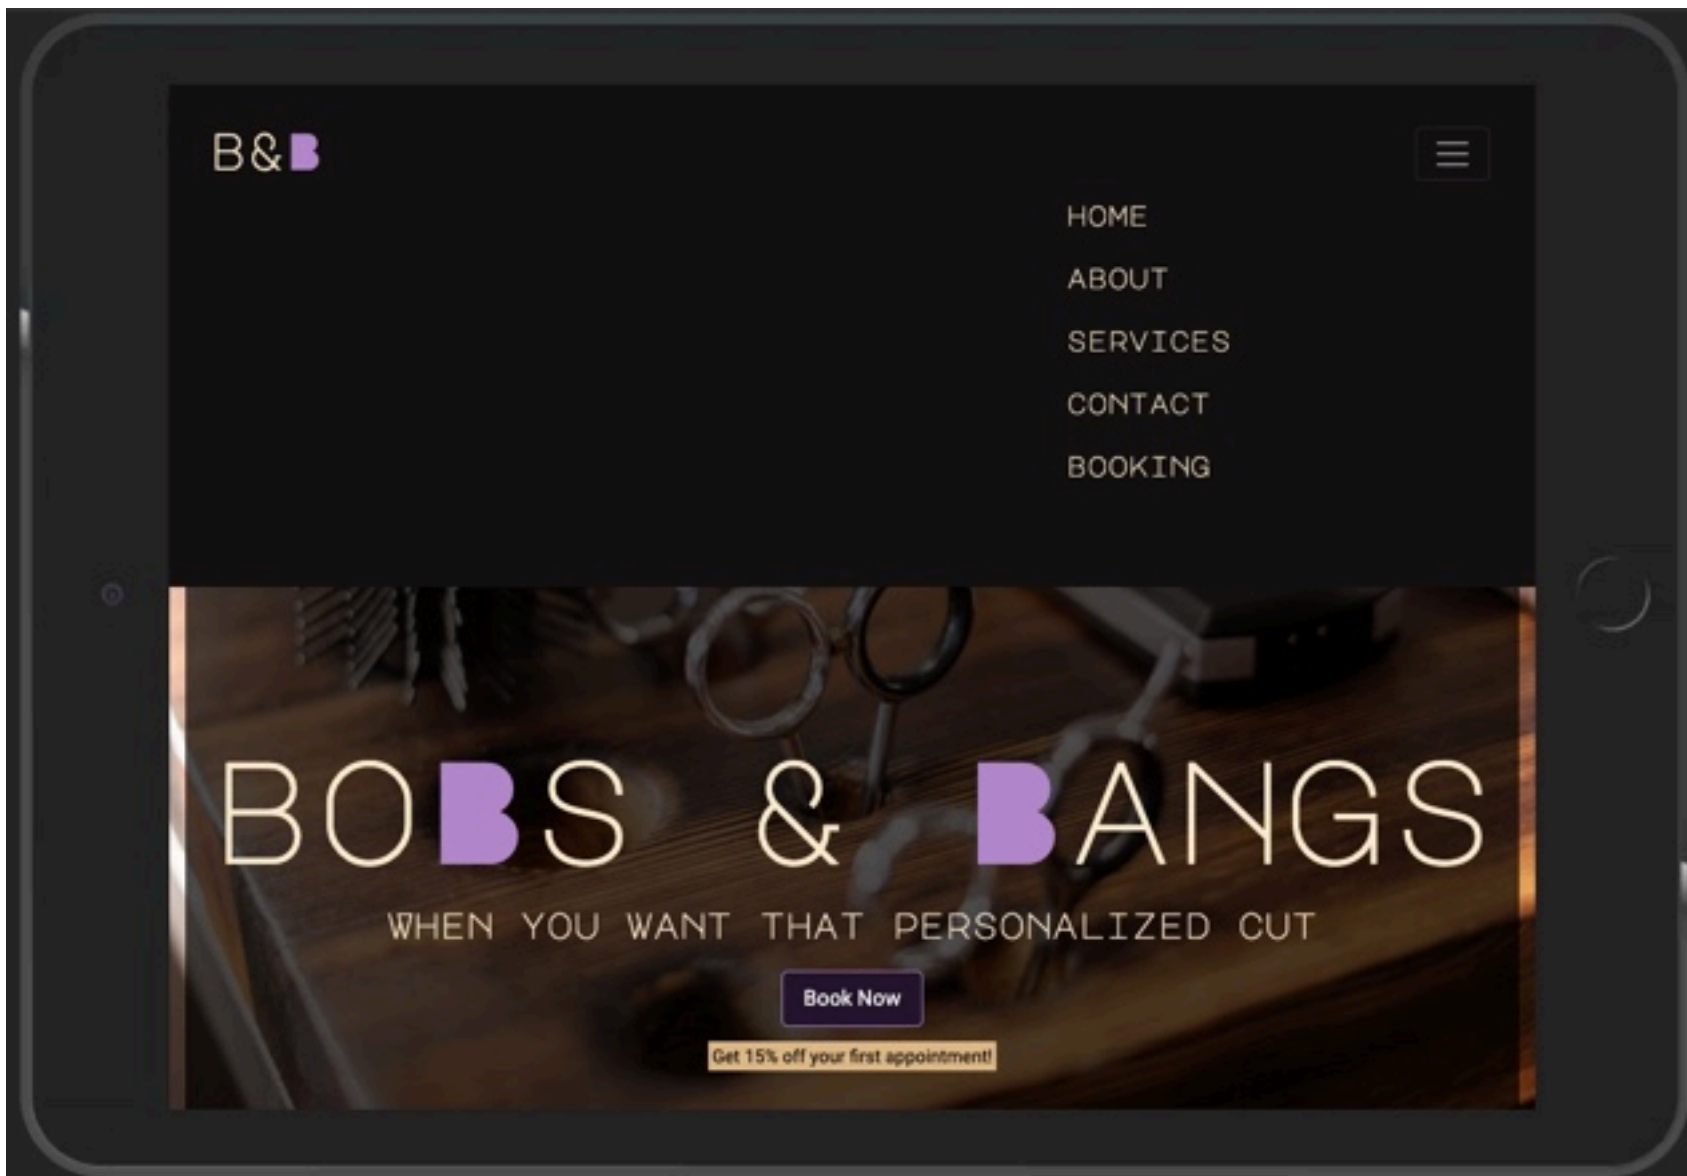 B&B
HOME
ABOUT
SERVICES
CONTACT
BOOKING
BOBS & BANGS
WHEN YOU WANT THAT PERSONALIZED CUT
Book Now
Get 15% off your first appointment!